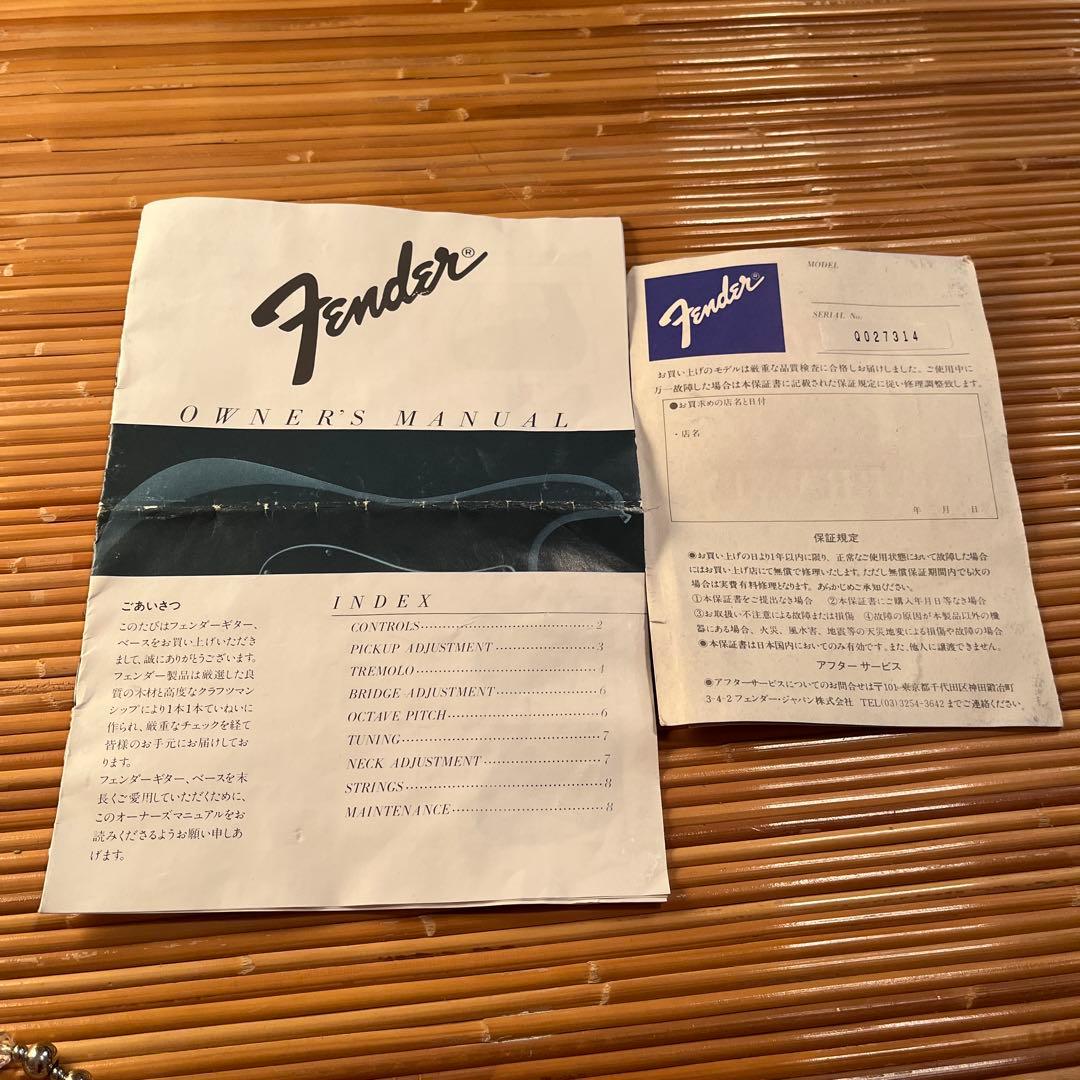 Fender®
OWNER'S MANUAL
ごあいさつ
このたびはフェンダーギター、
ベースをお買い上げいただき
まして、誠にありがとうございます。
フェンダー製品は厳選した良
質の木材と高度なクラフツマン
シップにより1本1本ていねいに
作られ、厳重なチェックを経て
皆様のお手元にお届けしてお
ります。
フェンダーギター、ベースを末
長くご愛用していただくために、
このオーナーズマニュアルをお
読みくださるようお願い申しあ
げます。
INDEX
CONTROLS 2
PICKUP ADJUSTMENT 3
TREMOLO 4
BRIDGE ADJUSTMENT 6
OCTAVE PITCH 6
TUNING 7
NECK ADJUSTMENT 7
STRINGS 8
MAINTENANCE 8
Fender®
MODEL
SERIAL No.
Q027314
お買い上げのモデルは厳重な品質検査に合格しお届けしました。ご使用中に
万一故障した場合は本保証書に記載された保証規定に従い修理調整致します。
●お買求めの店名と日付
・店名
年 月 日
保証規定
●お買い上げの日より1年以内に限り、正常なご使用状態において故障した場合
にはお買い上げ店にて無償で修理いたします。ただし無償保証期間内でも次の
場合は実費有料修理となります。あらかじめご承知ください。
①本保証書をご提出なき場合 ②本保証書にご購入年月日等なき場合
③お取扱い不注意による故障または損傷 ④故障の原因が本製品以外の機
器にある場合、火災、風水害、地震等の天災地変による損傷や故障の場合
●本保証書は日本国内においてのみ有効です。また、他人に譲渡できません。
アフターサービス
●アフターサービスについてのお問合せは〒101 東京都千代田区神田鍛冶町
3-4-2 フェンダー・ジャパン株式会社 TEL(03)3254-3642までご連絡ください。